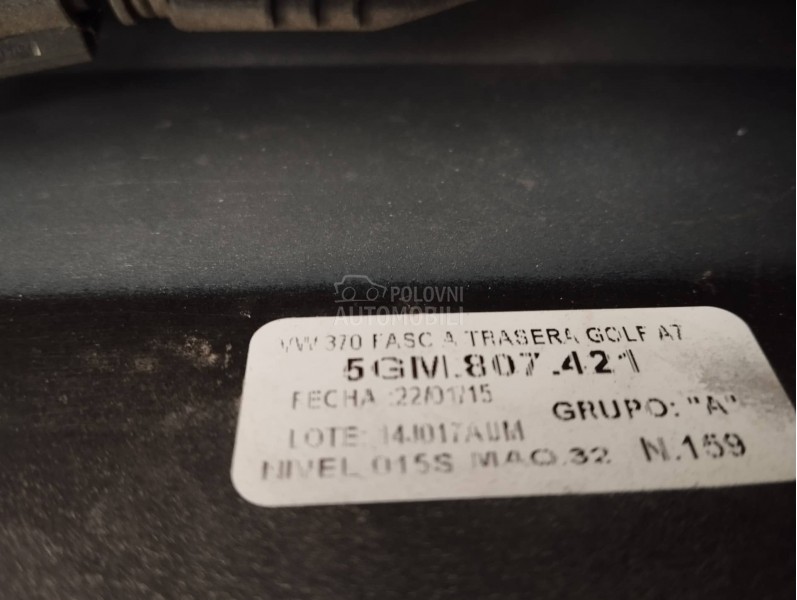 POLOVNI
AUTOMOBILI
VW 370 FASC A TRASERA GOLF A7
5GM.807.421
FECHA :22/01/15
GRUPO: "A"
LOTE: 14J017AUM
NIVEL 015S MAQ.32 N.159